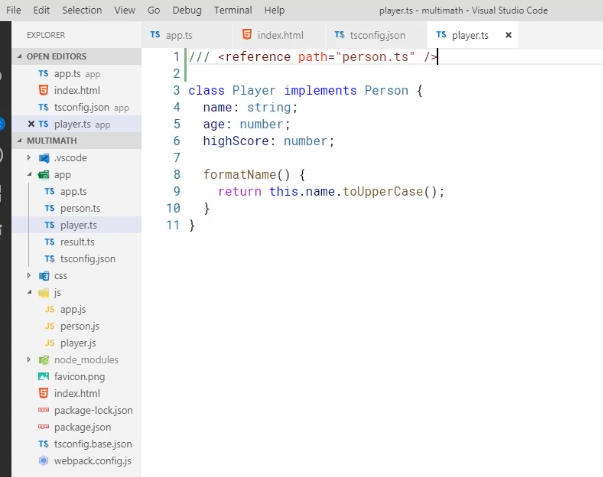 File Edit Selection View Go Debug Terminal Help player.ts - multimath - Visual Studio Code
EXPLORER
OPEN EDITORS
TS app.ts app
index.html
TS tsconfig.json app
TS player.ts app
MULTIMATH
.vscode
app
TS app.ts
TS person.ts
TS player.ts
TS result.ts
TS tsconfig.json
css
js
JS app.js
JS person.js
JS player.js
node_modules
favicon.png
index.html
package-lock.json
package.json
TS tsconfig.base.json
webpack.config.js
TS app.ts index.html TS tsconfig.json TS player.ts
1 /// <reference path="person.ts" />
2
3 class Player implements Person {
4 name: string;
5 age: number;
6 highScore: number;
7
8 formatName() {
9 return this.name.toUpperCase();
10 }
11 }